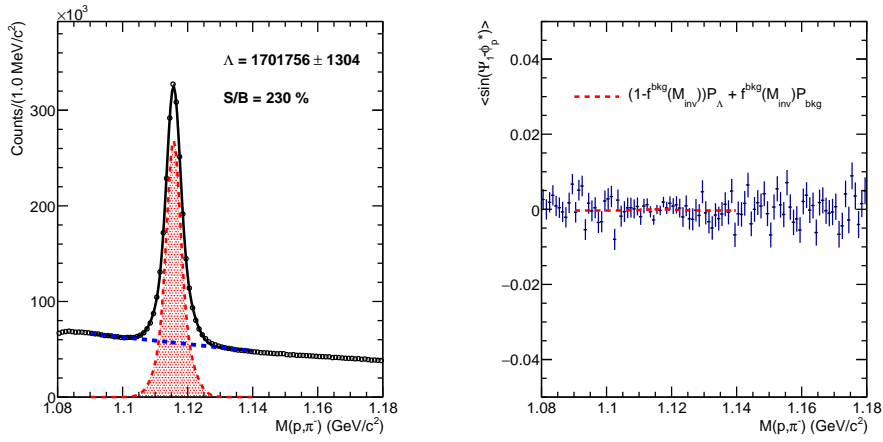 ×10³
Counts/(1.0 MeV/c²)
Λ = 1701756 ± 1304
S/B = 230 %
300
200
100
0
1.08 1.1 1.12 1.14 1.16 1.18
M(p,π⁻) (GeV/c²)
<sin(Ψ₁-ϕₚ*)>
(1-f^bkg(M_inv))P_Λ + f^bkg(M_inv)P_bkg
0.04
0.02
0
−0.02
−0.04
1.08 1.1 1.12 1.14 1.16 1.18
M(p,π⁻) (GeV/c²)